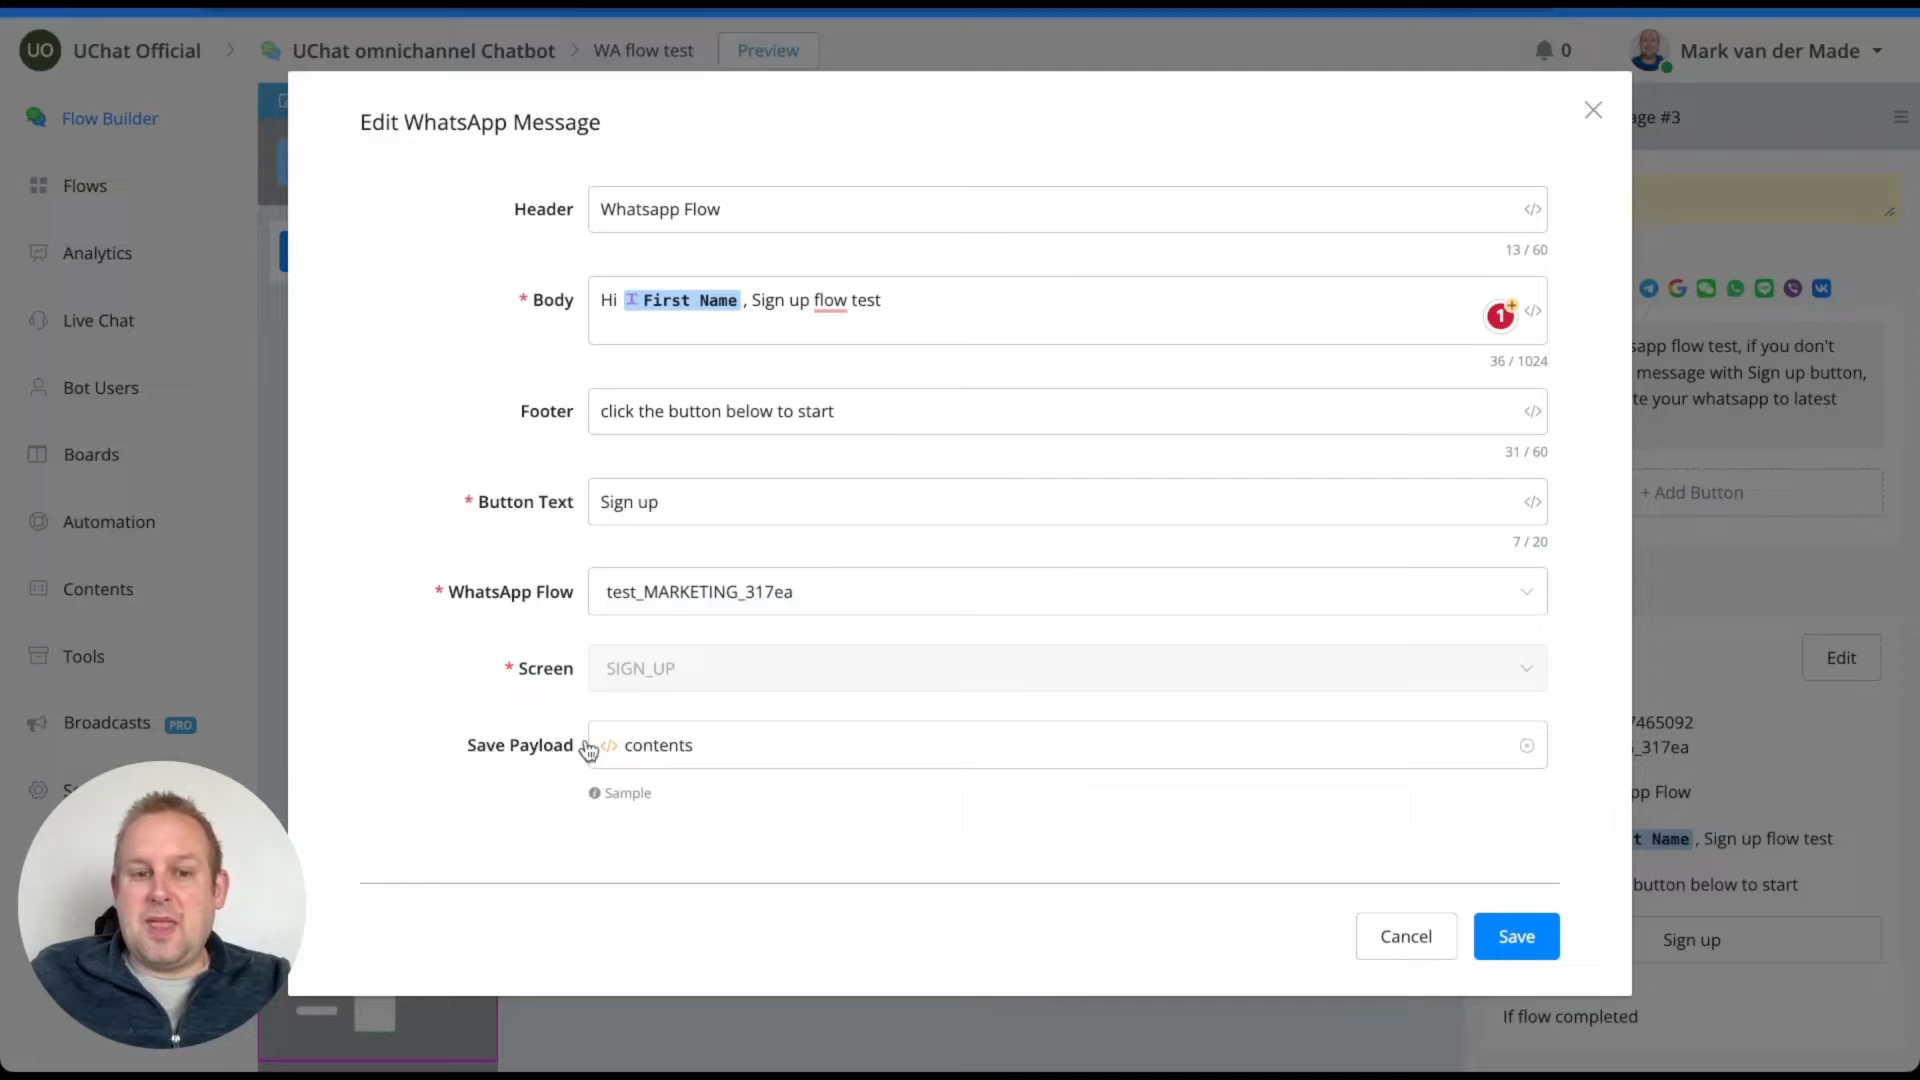 UO UChat Official > UChat omnichannel Chatbot > WA flow test Preview 0 Mark van der Made
Flow Builder
Flows
Analytics
Live Chat
Bot Users
Boards
Automation
Contents
Tools
Broadcasts PRO
Edit WhatsApp Message
Header Whatsapp Flow
13 / 60
* Body Hi First Name , Sign up flow test
1
36 / 1024
Footer click the button below to start
31 / 60
* Button Text Sign up
7 / 20
* WhatsApp Flow test_MARKETING_317ea
* Screen SIGN_UP
Save Payload </> contents
Sample
Cancel Save
age #3
sapp flow test, if you don't
message with Sign up button,
te your whatsapp to latest
+ Add Button
Edit
7465092
_317ea
pp Flow
t Name , Sign up flow test
button below to start
Sign up
If flow completed